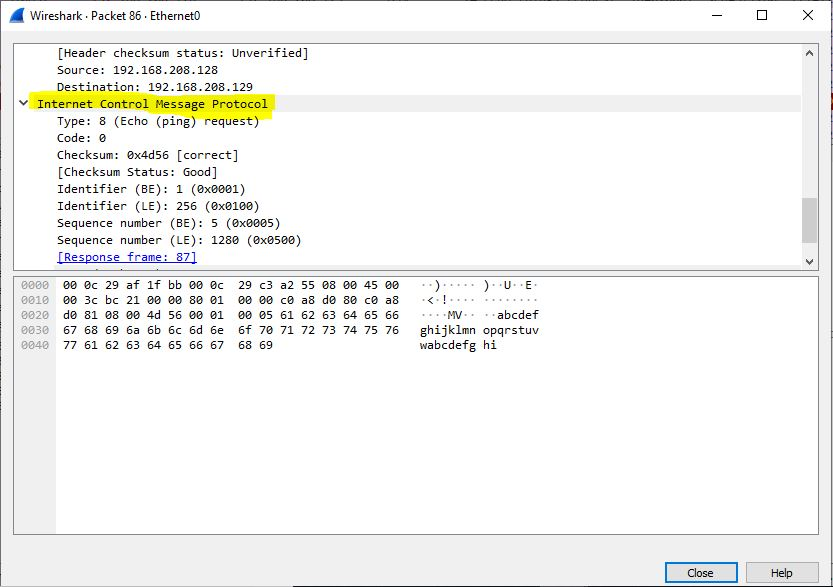 Wireshark · Packet 86 · Ethernet0
[Header checksum status: Unverified]
Source: 192.168.208.128
Destination: 192.168.208.129
Internet Control Message Protocol
Type: 8 (Echo (ping) request)
Code: 0
Checksum: 0x4d56 [correct]
[Checksum Status: Good]
Identifier (BE): 1 (0x0001)
Identifier (LE): 256 (0x0100)
Sequence number (BE): 5 (0x0005)
Sequence number (LE): 1280 (0x0500)
[Response frame: 87]
0000 00 0c 29 af 1f bb 00 0c 29 c3 a2 55 08 00 45 00 ··)····· )··U··E·
0010 00 3c bc 21 00 00 80 01 00 00 c0 a8 d0 80 c0 a8 ·<·!···· ········
0020 d0 81 08 00 4d 56 00 01 00 05 61 62 63 64 65 66 ····MV·· ··abcdef
0030 67 68 69 6a 6b 6c 6d 6e 6f 70 71 72 73 74 75 76 ghijklmn opqrstuv
0040 77 61 62 63 64 65 66 67 68 69 wabcdefg hi
Close Help